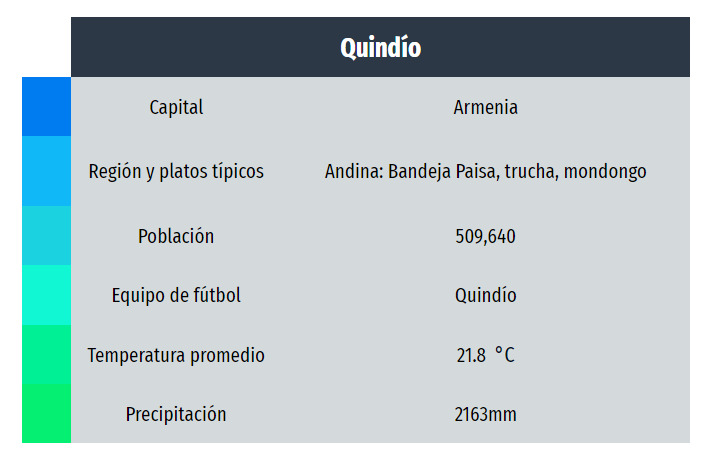 Quindío
Capital Armenia
Región y platos típicos Andina: Bandeja Paisa, trucha, mondongo
Población 509,640
Equipo de fútbol Quindío
Temperatura promedio 21.8 °C
Precipitación 2163mm